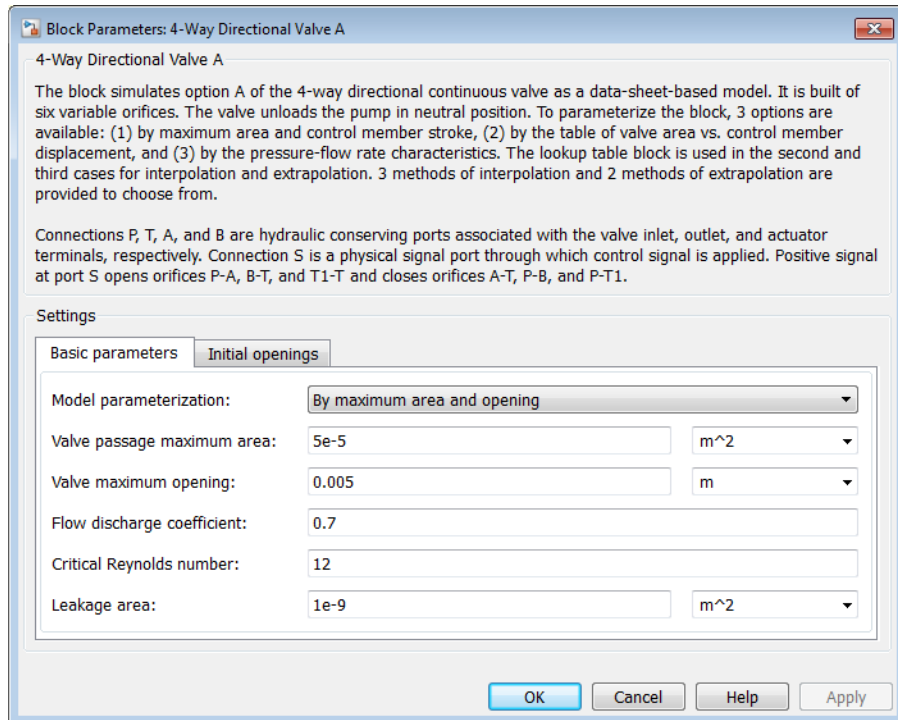 Block Parameters: 4-Way Directional Valve A
4-Way Directional Valve A
The block simulates option A of the 4-way directional continuous valve as a data-sheet-based model. It is built of
six variable orifices. The valve unloads the pump in neutral position. To parameterize the block, 3 options are
available: (1) by maximum area and control member stroke, (2) by the table of valve area vs. control member
displacement, and (3) by the pressure-flow rate characteristics. The lookup table block is used in the second and
third cases for interpolation and extrapolation. 3 methods of interpolation and 2 methods of extrapolation are
provided to choose from.
Connections P, T, A, and B are hydraulic conserving ports associated with the valve inlet, outlet, and actuator
terminals, respectively. Connection S is a physical signal port through which control signal is applied. Positive signal
at port S opens orifices P-A, B-T, and T1-T and closes orifices A-T, P-B, and P-T1.
Settings
Basic parameters Initial openings
Model parameterization: By maximum area and opening
Valve passage maximum area: 5e-5 m^2
Valve maximum opening: 0.005 m
Flow discharge coefficient: 0.7
Critical Reynolds number: 12
Leakage area: 1e-9 m^2
OK Cancel Help Apply